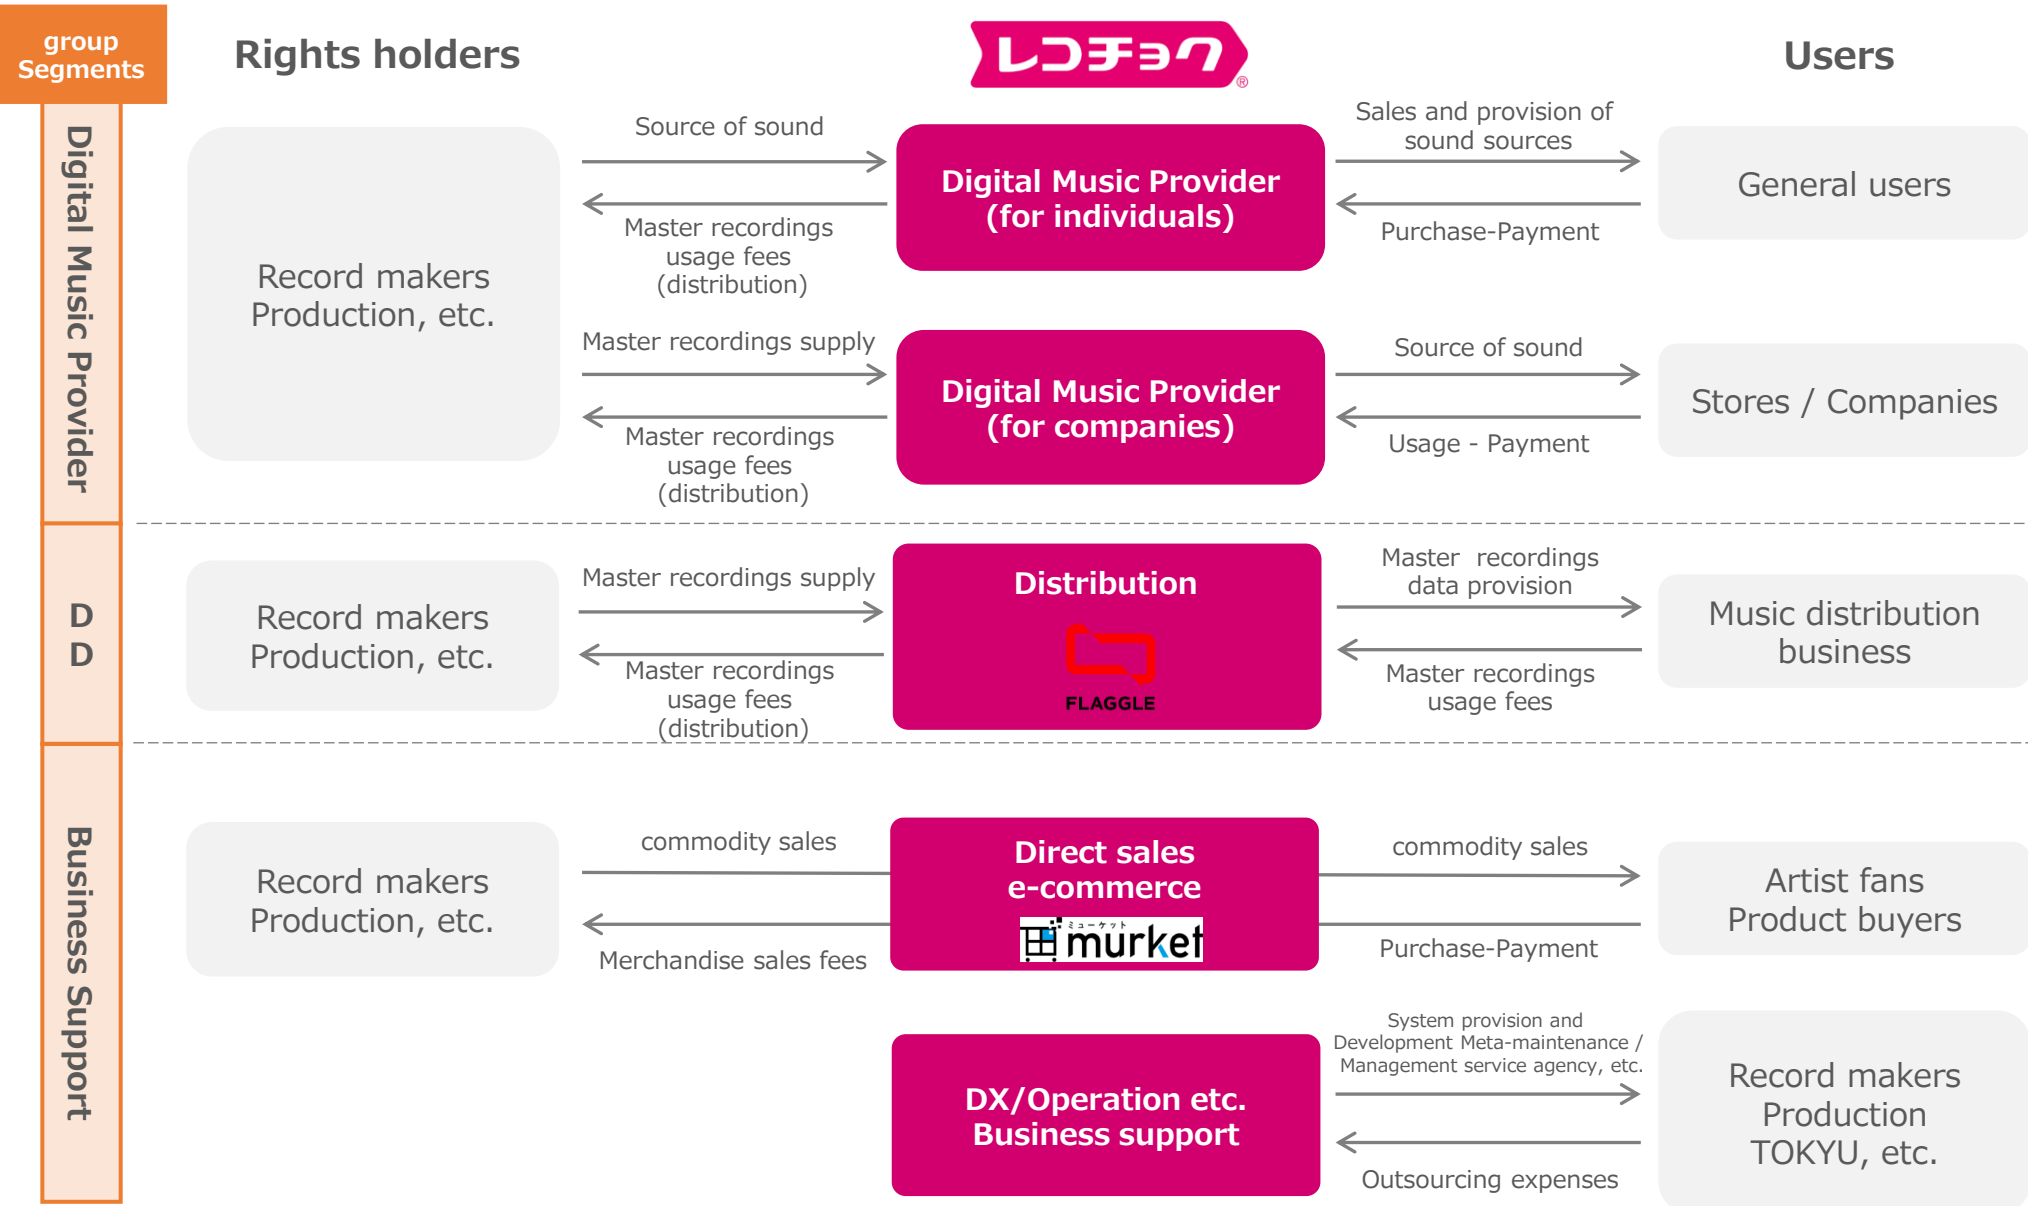 group
Segments
Rights holders
レコチョク®
Users
Digital Music Provider
Record makers
Production, etc.
Source of sound
Master recordings
usage fees
(distribution)
Digital Music Provider
(for individuals)
Sales and provision of
sound sources
Purchase-Payment
General users
Master recordings supply
Master recordings
usage fees
(distribution)
Digital Music Provider
(for companies)
Source of sound
Usage - Payment
Stores / Companies
D
D
Record makers
Production, etc.
Master recordings supply
Master recordings
usage fees
(distribution)
Distribution
FLAGGLE
Master recordings
data provision
Master recordings
usage fees
Music distribution
business
Business Support
Record makers
Production, etc.
commodity sales
Merchandise sales fees
Direct sales
e-commerce
ミューケット
murket
commodity sales
Purchase-Payment
Artist fans
Product buyers
DX/Operation etc.
Business support
System provision and
Development Meta-maintenance /
Management service agency, etc.
Outsourcing expenses
Record makers
Production
TOKYU, etc.